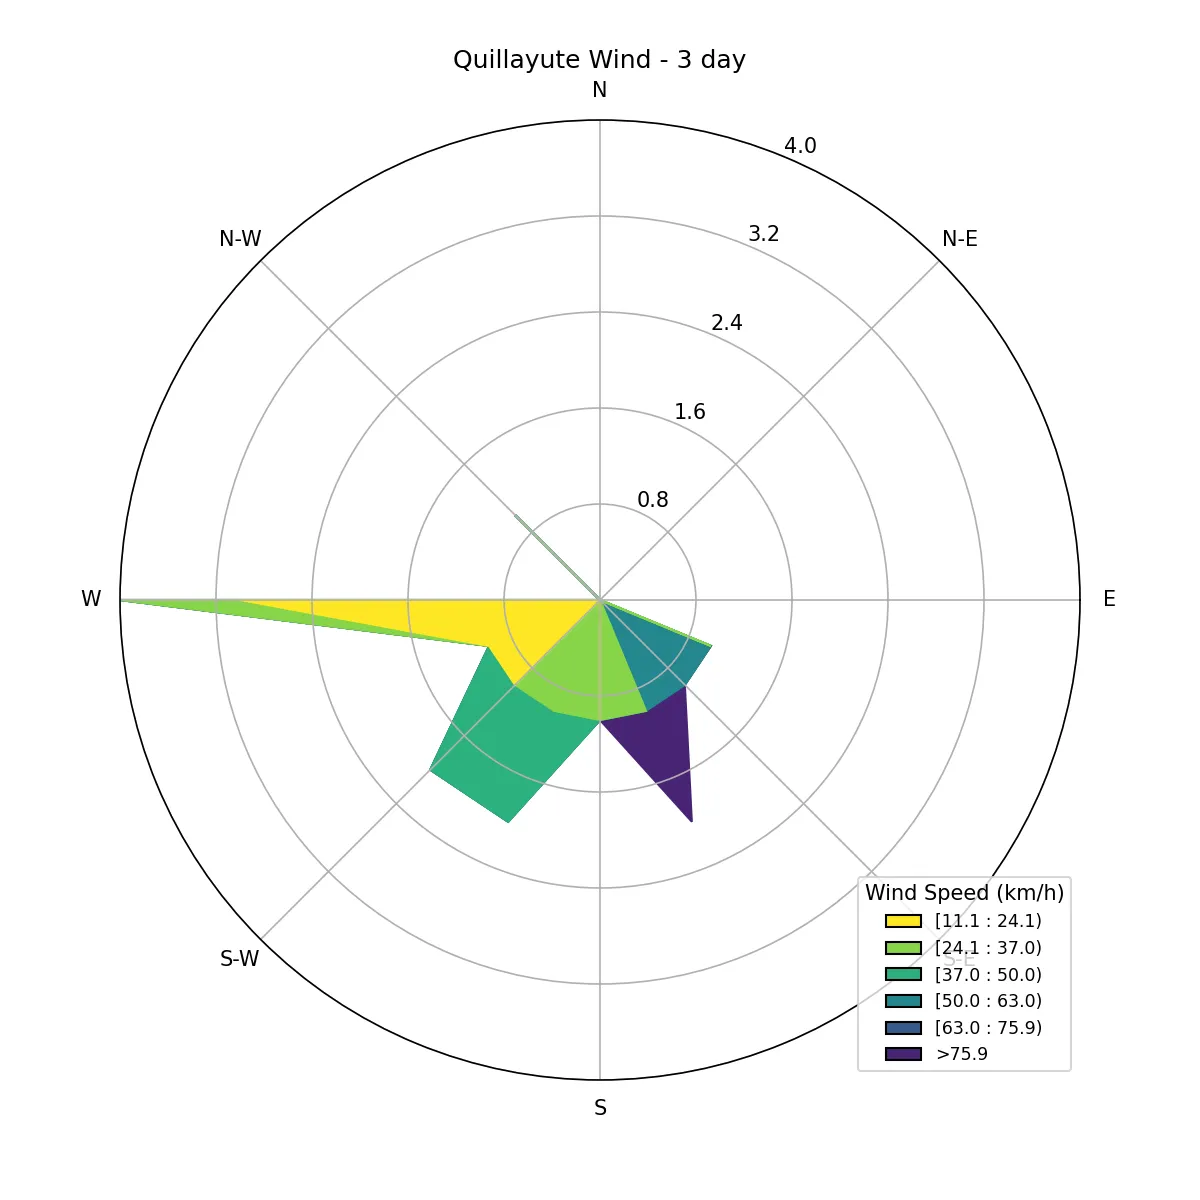 Quillayute Wind - 3 day
N
4.0
N-W
3.2
N-E
2.4
1.6
0.8
W
E
S-W
S-E
Wind Speed (km/h)
[11.1 : 24.1)
[24.1 : 37.0)
[37.0 : 50.0)
[50.0 : 63.0)
[63.0 : 75.9)
>75.9
S